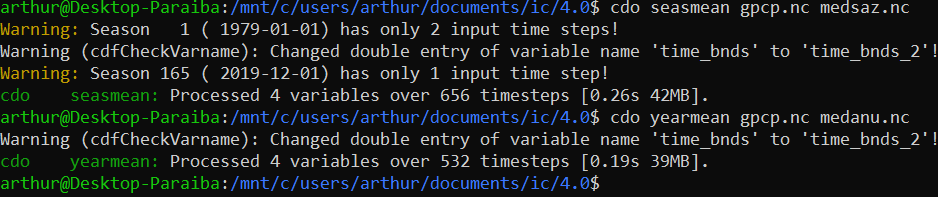 arthur@Desktop-Paraiba:/mnt/c/users/arthur/documents/ic/4.0$ cdo seasmean gpcp.nc medsaz.nc
Warning: Season   1 ( 1979-01-01) has only 2 input time steps!
Warning (cdfCheckVarname): Changed double entry of variable name 'time_bnds' to 'time_bnds_2'!
Warning: Season 165 ( 2019-12-01) has only 1 input time step!
cdo    seasmean: Processed 4 variables over 656 timesteps [0.26s 42MB].
arthur@Desktop-Paraiba:/mnt/c/users/arthur/documents/ic/4.0$ cdo yearmean gpcp.nc medanu.nc
Warning (cdfCheckVarname): Changed double entry of variable name 'time_bnds' to 'time_bnds_2'!
cdo    yearmean: Processed 4 variables over 532 timesteps [0.19s 39MB].
arthur@Desktop-Paraiba:/mnt/c/users/arthur/documents/ic/4.0$